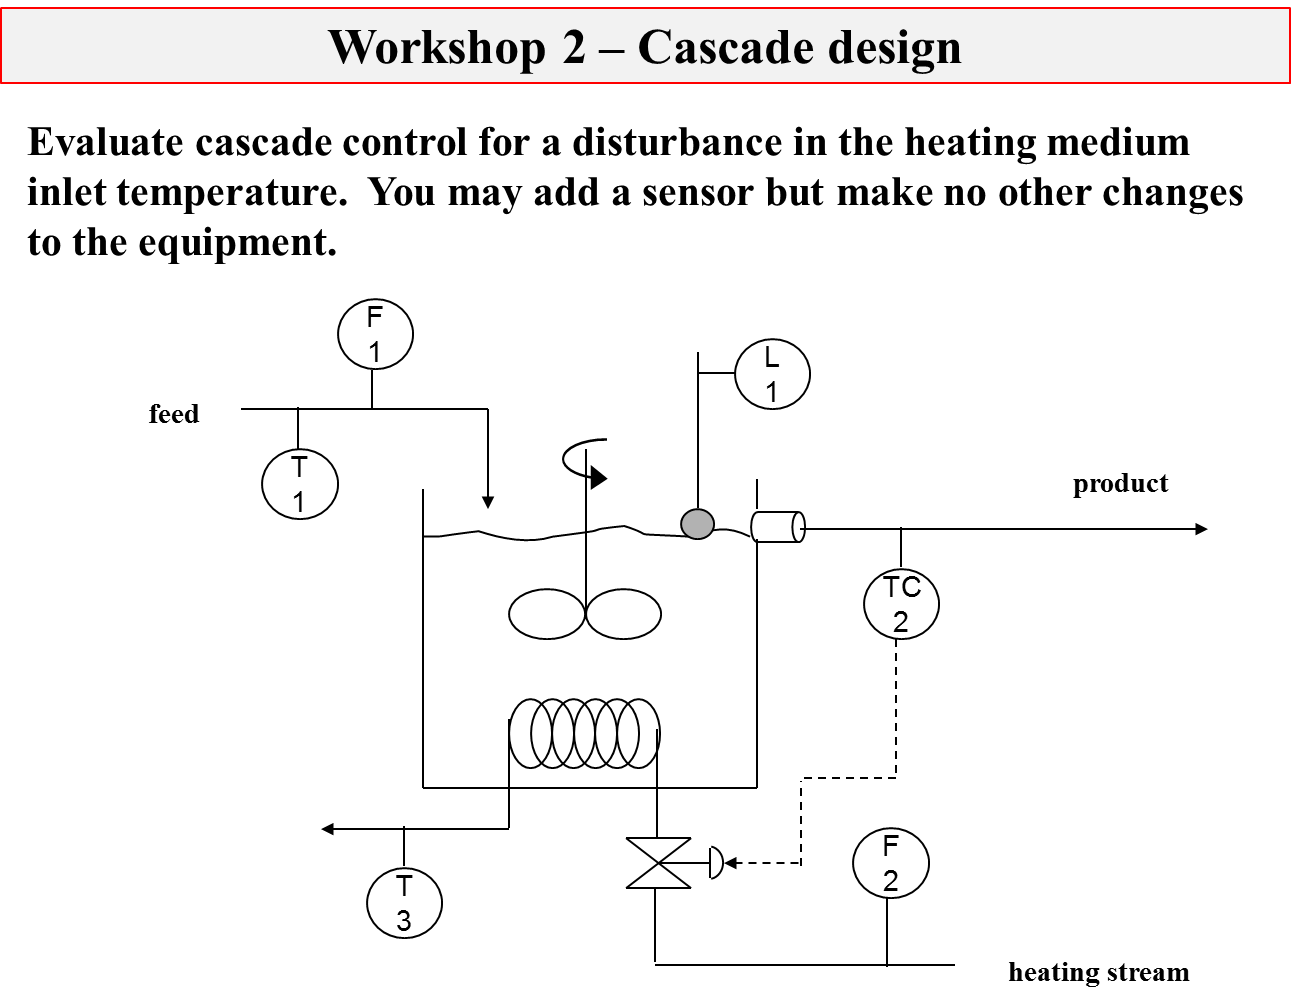 Workshop 2 – Cascade design
Evaluate cascade control for a disturbance in the heating medium
inlet temperature.  You may add a sensor but make no other changes
to the equipment.
F
1
L
1
feed
T
1
product
TC
2
F
2
T
3
heating stream